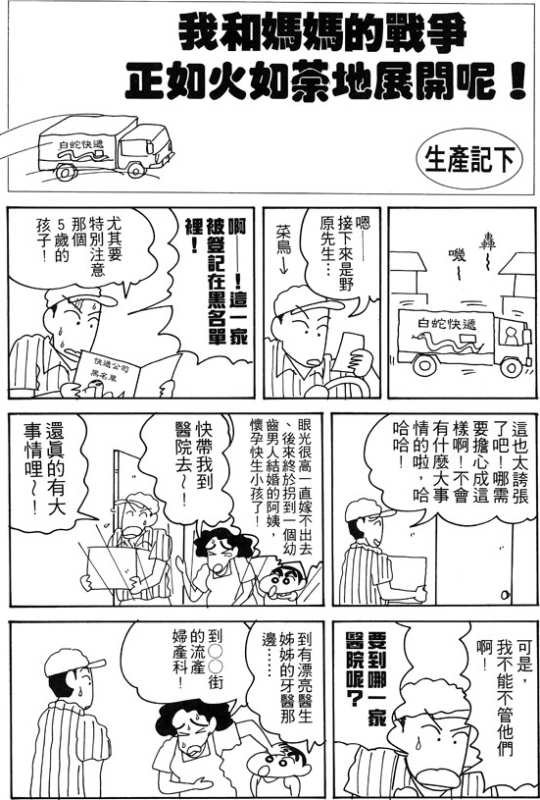 我和媽媽的戰爭
正如火如荼地展開呢！
白蛇快遞
生產記下
轟～
嘰～
白蛇快遞
嗯──
接下來是野
原先生…
菜鳥→
啊──！這一家
被登記在黑名單
裡！
尤其要
特別注意
那個
5歲的
孩子！
快遞公司
黑名單
這也太誇張
了吧！哪需
要擔心成這
樣啊！不會
有什麼大事
情的啦，哈
哈哈！
眼光很高一直嫁不出去
、後來終於拐到一個幼
齒男人結婚的阿姨，
懷孕快生小孩了！
快帶我到
醫院去～！
還真的有大
事情哩～！
可是，
我不能不管他們
啊！
要到哪一家
醫院呢？
到有漂亮醫生
姊姊的牙醫那
邊……
到○○街
的流產
婦產科！